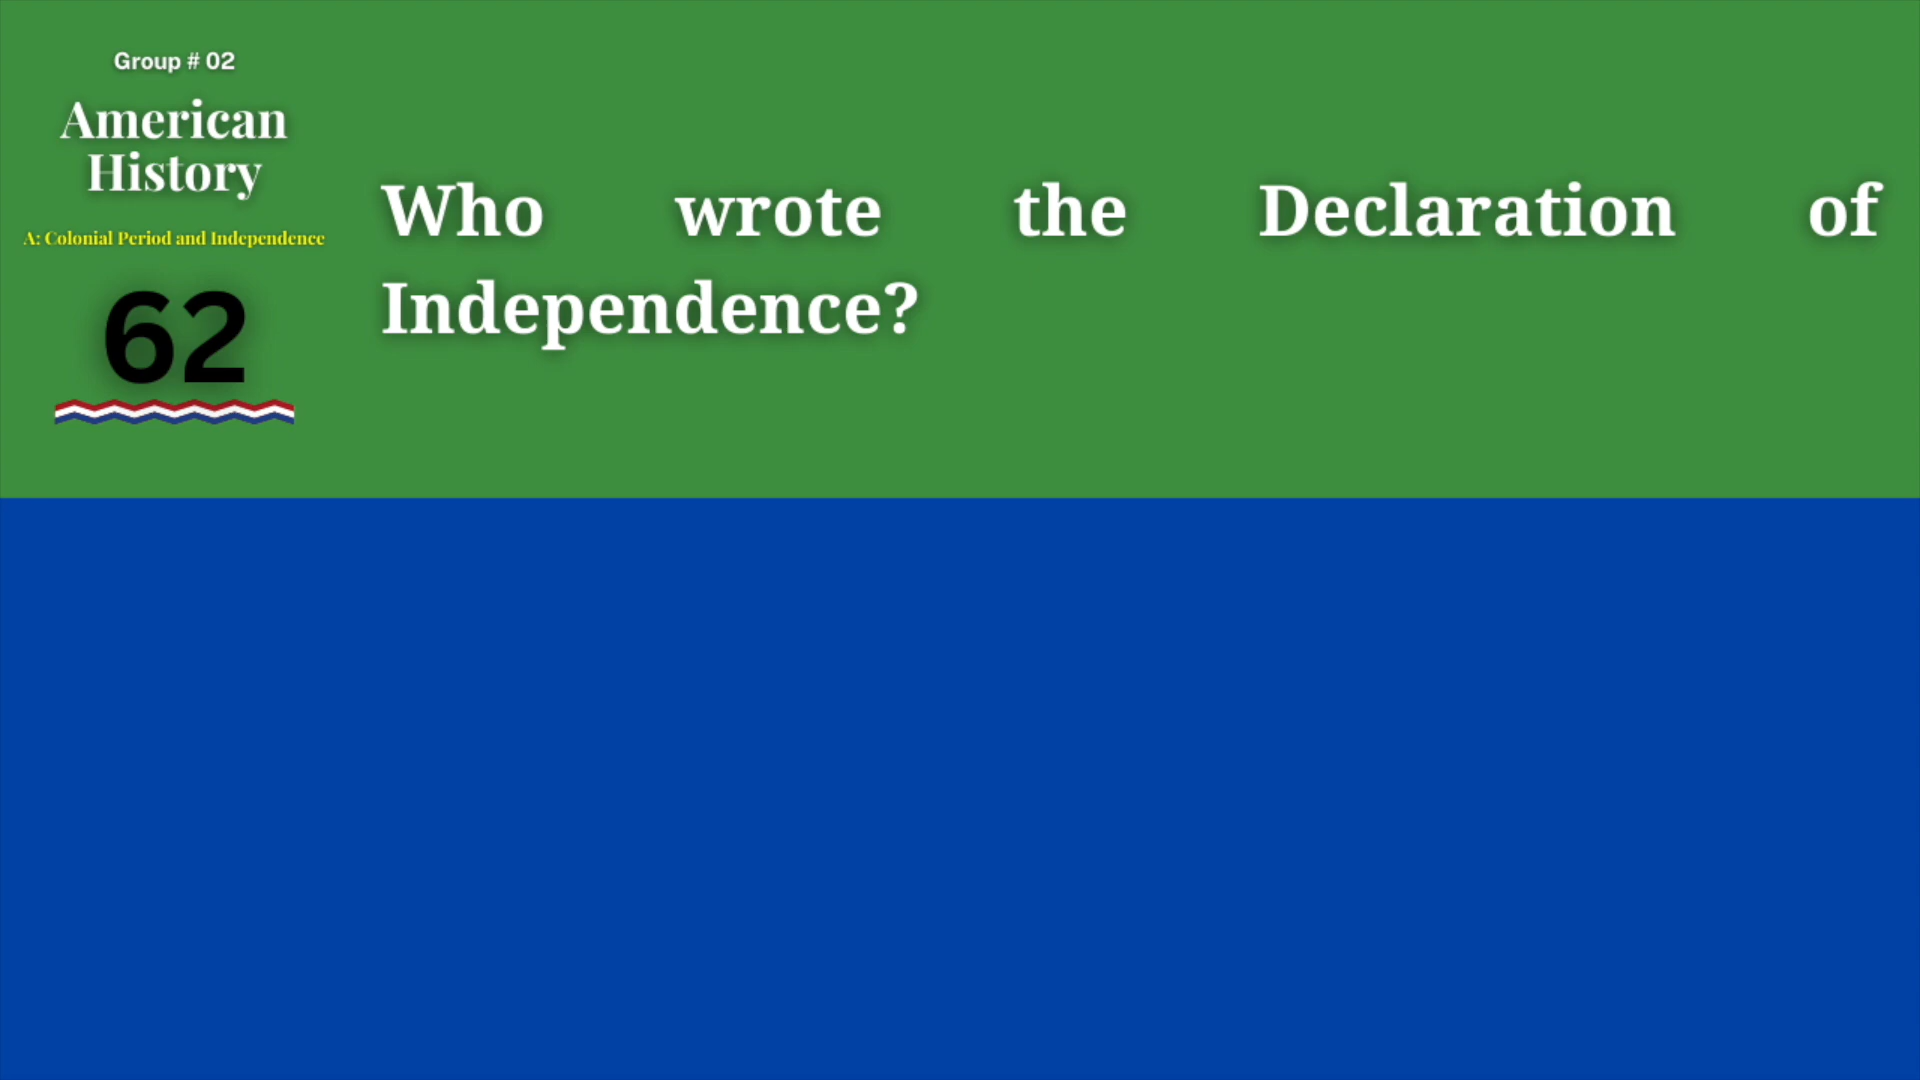 Group # 02
American
History
A: Colonial Period and Independence
62
Who wrote the Declaration of
Independence?